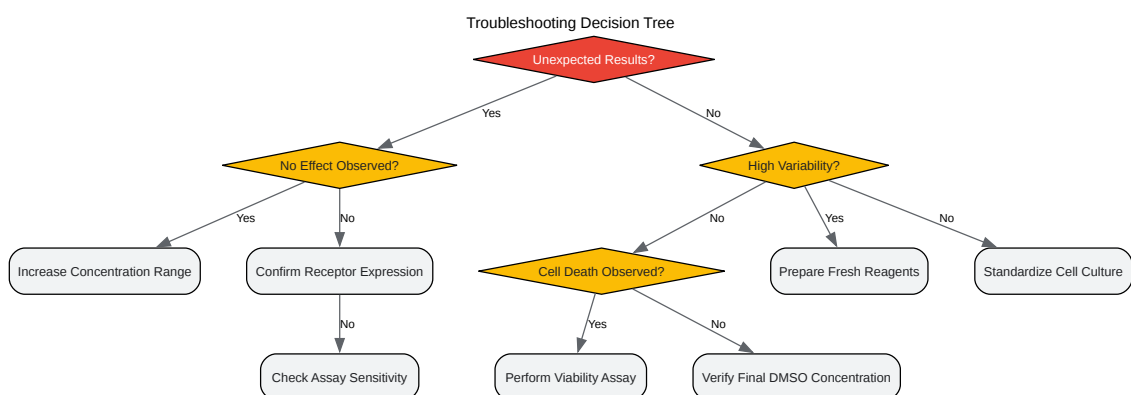 Troubleshooting Decision Tree
Unexpected Results?
Yes
No
No Effect Observed?
High Variability?
Yes
No
No
Yes
No
Increase Concentration Range
Confirm Receptor Expression
Cell Death Observed?
Prepare Fresh Reagents
Standardize Cell Culture
No
Yes
No
Check Assay Sensitivity
Perform Viability Assay
Verify Final DMSO Concentration